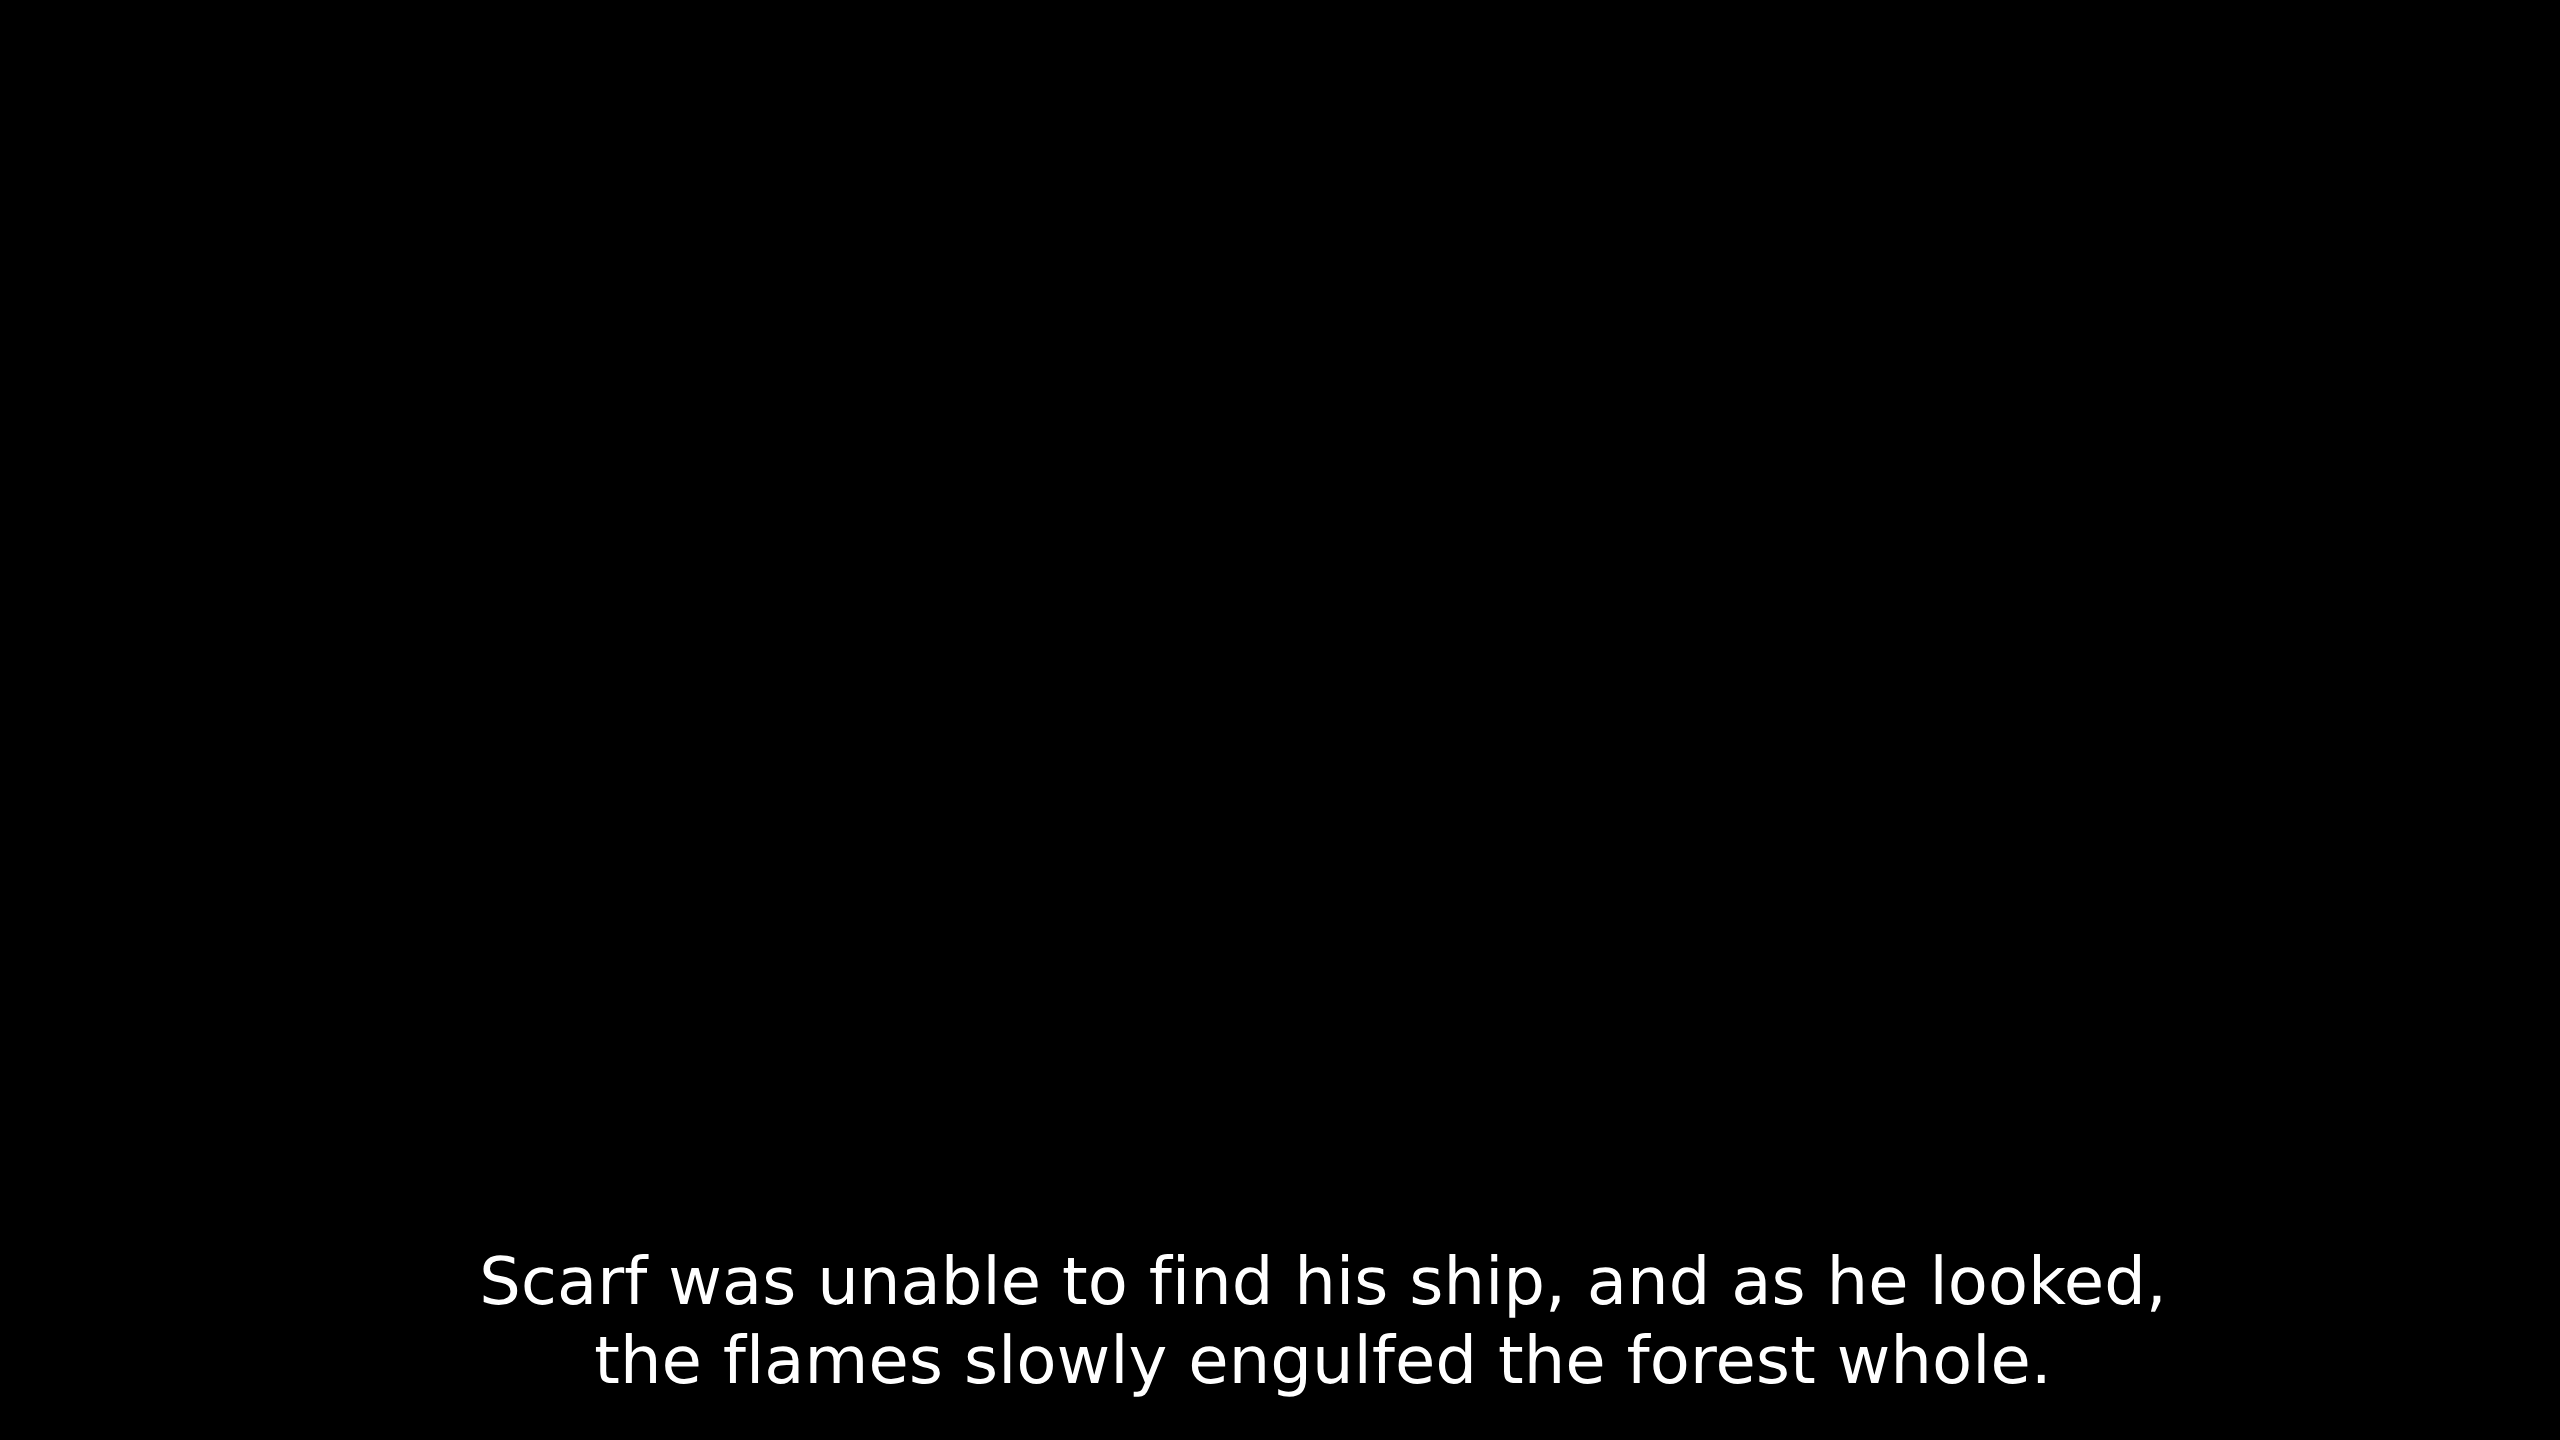 Scarf was unable to find his ship, and as he looked,
the flames slowly engulfed the forest whole.